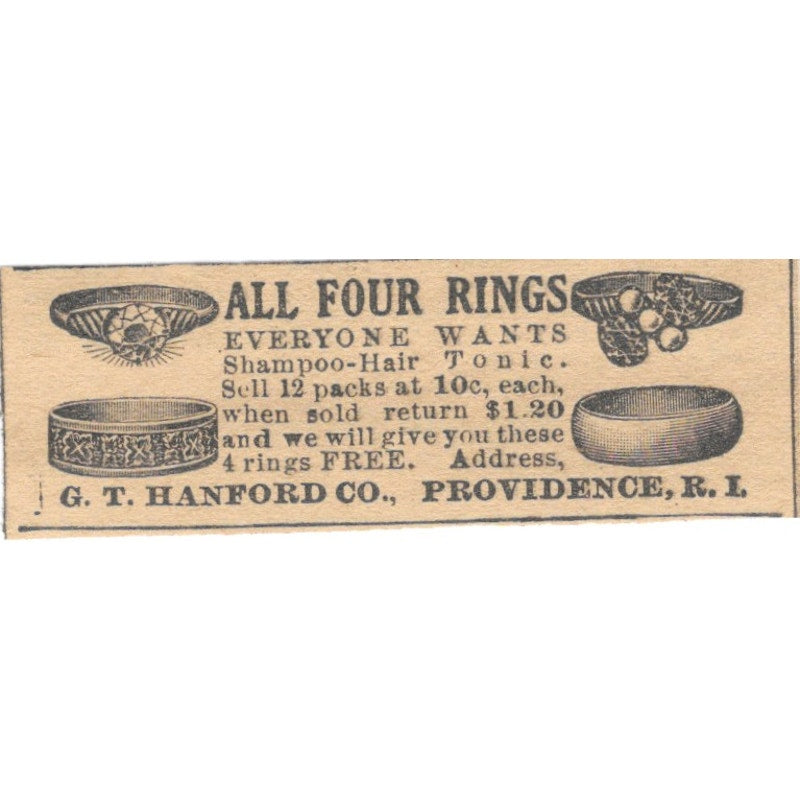 ALL FOUR RINGS
EVERYONE WANTS
Shampoo-Hair Tonic.
Sell 12 packs at 10c, each,
when sold return $1.20
and we will give you these
4 rings FREE. Address,
G. T. HANFORD CO., PROVIDENCE, R. I.